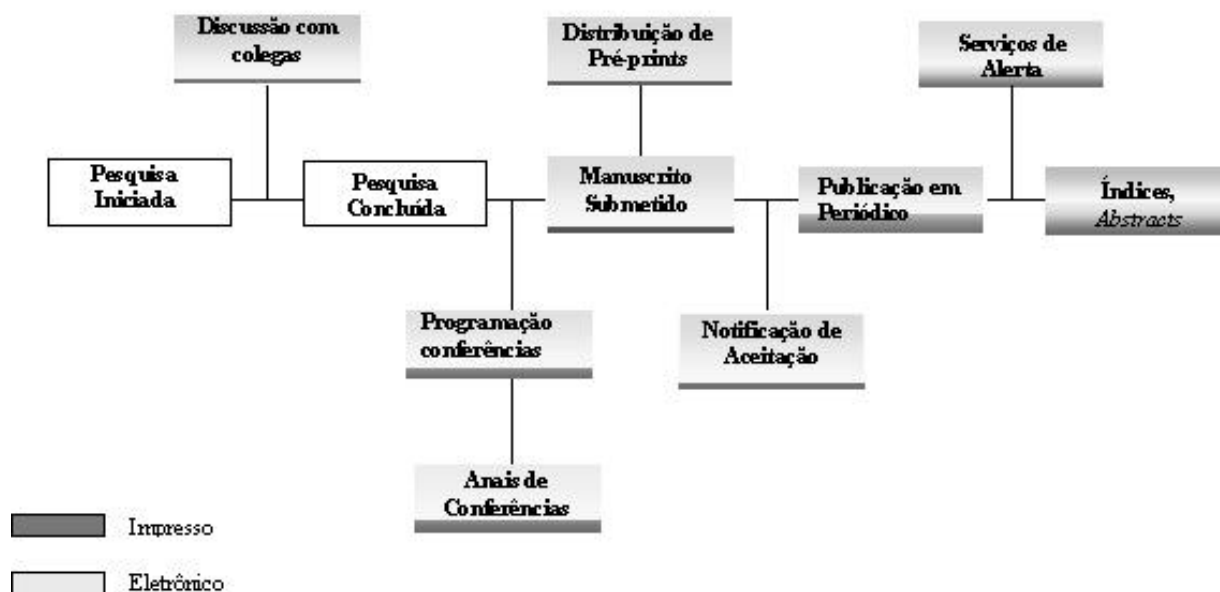 Discussão com
colegas
Distribuição de
Pré-prints
Serviços de
Alerta
Pesquisa
Iniciada
Pesquisa
Concluída
Manuscrito
Submetido
Publicação em
Periódico
Índices,
Abstracts
Programação
conferências
Notificação de
Aceitação
Anais de
Conferências
Impresso
Eletrônico